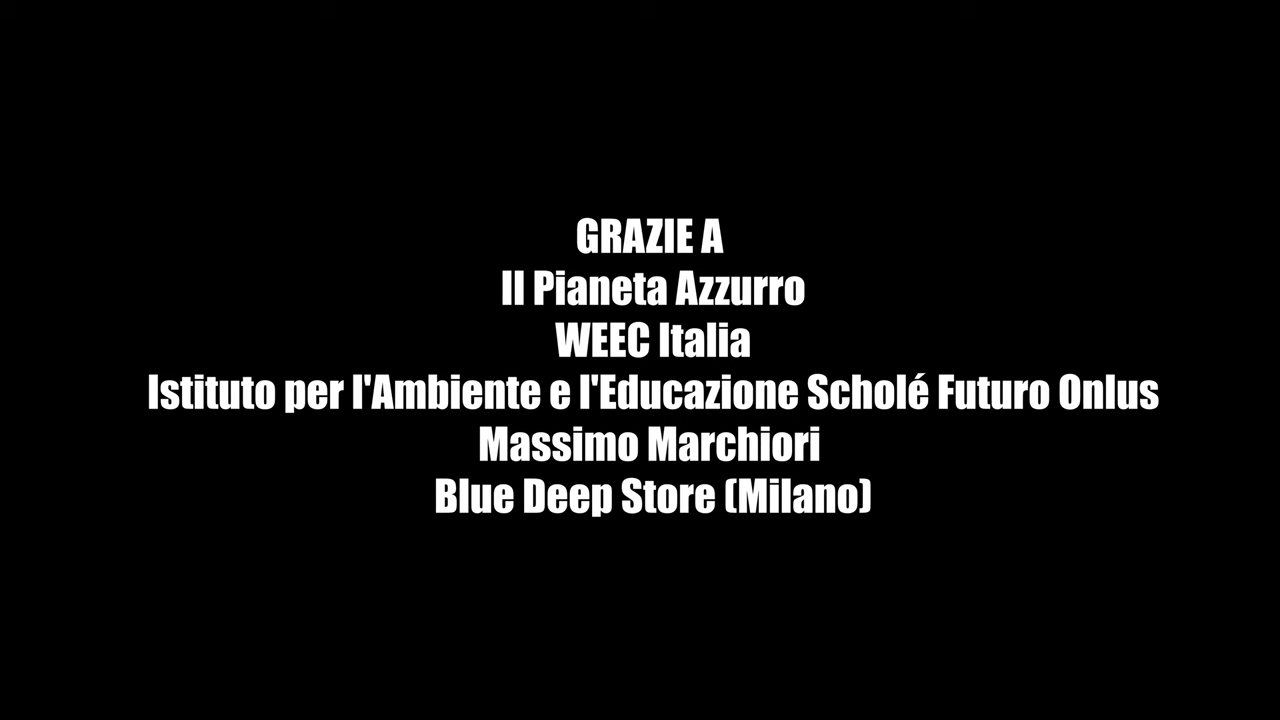 GRAZIE A
Il Pianeta Azzurro
WEEC Italia
Istituto per l'Ambiente e l'Educazione Scholé Futuro Onlus
Massimo Marchiori
Blue Deep Store (Milano)